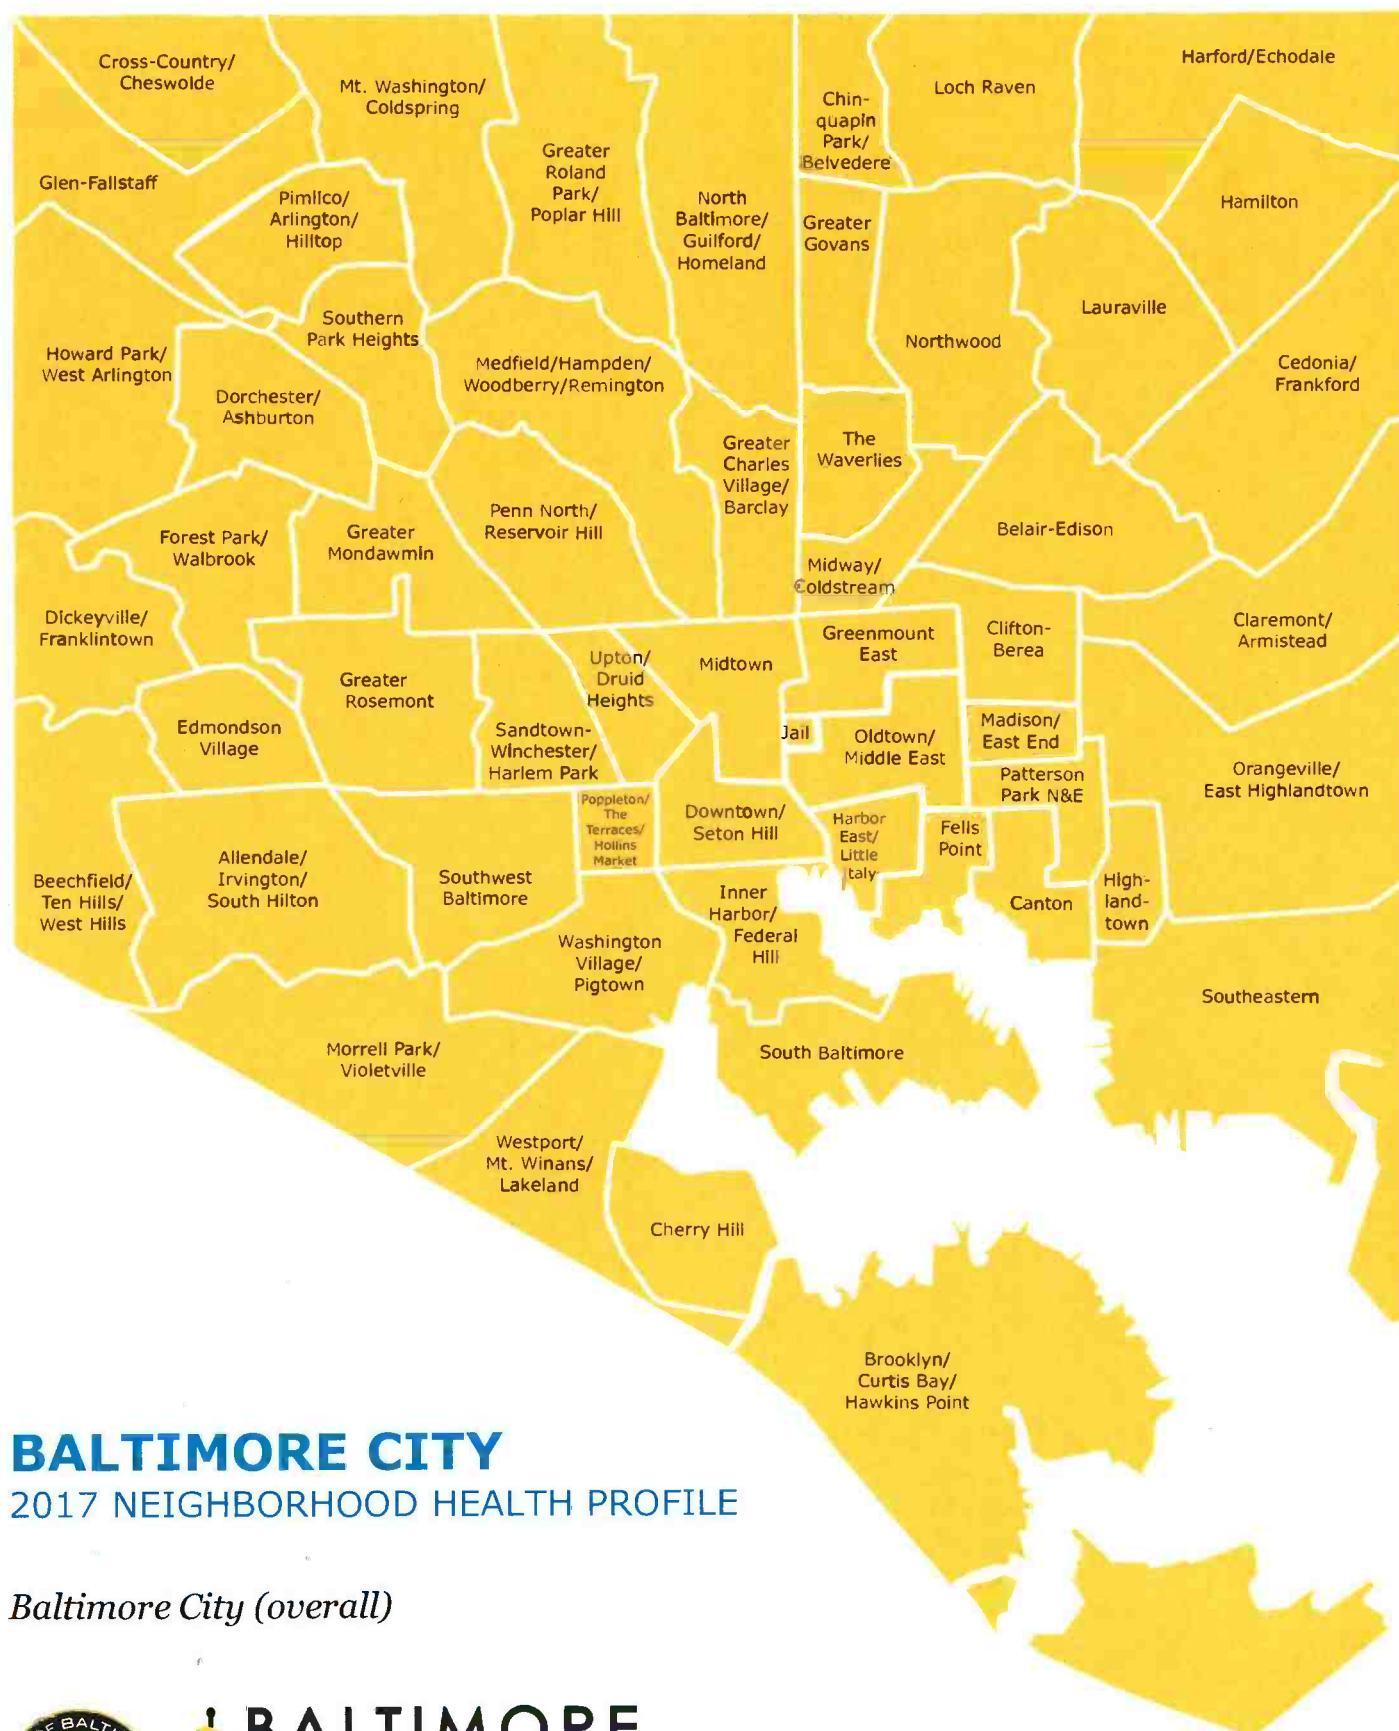 Cross-Country/
Cheswolde
Mt. Washington/
Coldspring
Greater
Roland
Park/
Poplar Hill
North
Baltimore/
Guilford/
Homeland
Chin-
quapin
Park/
Belvedere
Loch Raven
Harford/Echodale
Glen-Fallstaff
Pimlico/
Arlington/
Hilltop
Greater
Govans
Hamilton
Southern
Park Heights
Lauraville
Northwood
Howard Park/
West Arlington
Medfield/Hampden/
Woodberry/Remington
Cedonia/
Frankford
Dorchester/
Ashburton
Greater
Charles
Village/
Barclay
The
Waverlies
Penn North/
Reservoir Hill
Belair-Edison
Forest Park/
Walbrook
Greater
Mondawmin
Midway/
Coldstream
Dickeyville/
Franklintown
Greenmount
East
Clifton-
Berea
Claremont/
Armistead
Upton/
Druid
Heights
Midtown
Greater
Rosemont
Edmondson
Village
Sandtown-
Winchester/
Harlem Park
Jail
Oldtown/
Middle East
Madison/
East End
Patterson
Park N&E
Orangeville/
East Highlandtown
Poppleton/
The
Terraces/
Hollins
Market
Downtown/
Seton Hill
Harbor
East/
Little
Italy
Fells
Point
Beechfield/
Ten Hills/
West Hills
Allendale/
Irvington/
South Hilton
Southwest
Baltimore
Inner
Harbor/
Federal
Hill
Canton
High-
land-
town
Washington
Village/
Pigtown
Southeastern
Morrell Park/
Violetville
South Baltimore
Westport/
Mt. Winans/
Lakeland
Cherry Hill
Brooklyn/
Curtis Bay/
Hawkins Point
BALTIMORE CITY
2017 NEIGHBORHOOD HEALTH PROFILE
Baltimore City (overall)
BALTIMORE